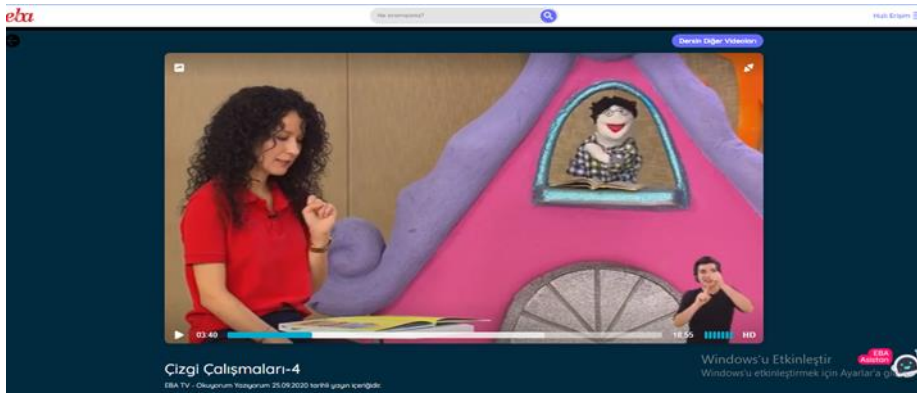 eba
Ne aramıştınız?
Hızlı Erişim
Dersin Diğer Videoları
03:40
18:55
HD
Çizgi Çalışmaları-4
EBA TV - Okuyorum Yazıyorum 25.09.2020 tarihli yayın içeriğidir.
Windows'u Etkinleştir
Windows'u etkinleştirmek için Ayarlar'a
EBA
Asistan